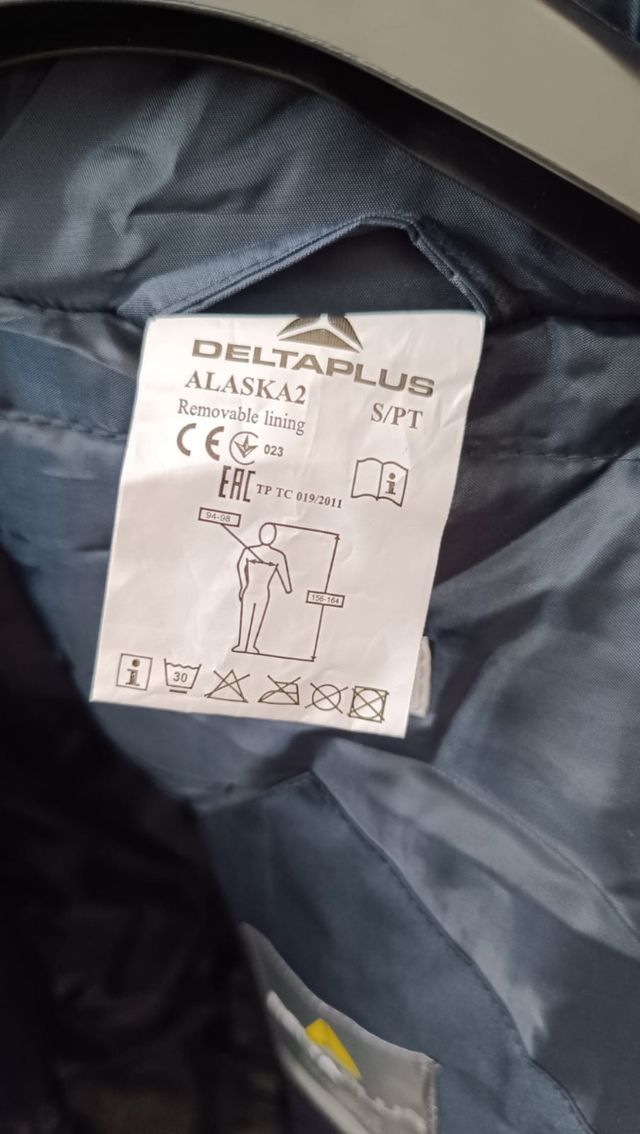 DELTAPLUS
ALASKA2
S/PT
Removable lining
CE 023
EAC TP TC 019/2011
94-98
156-164
30